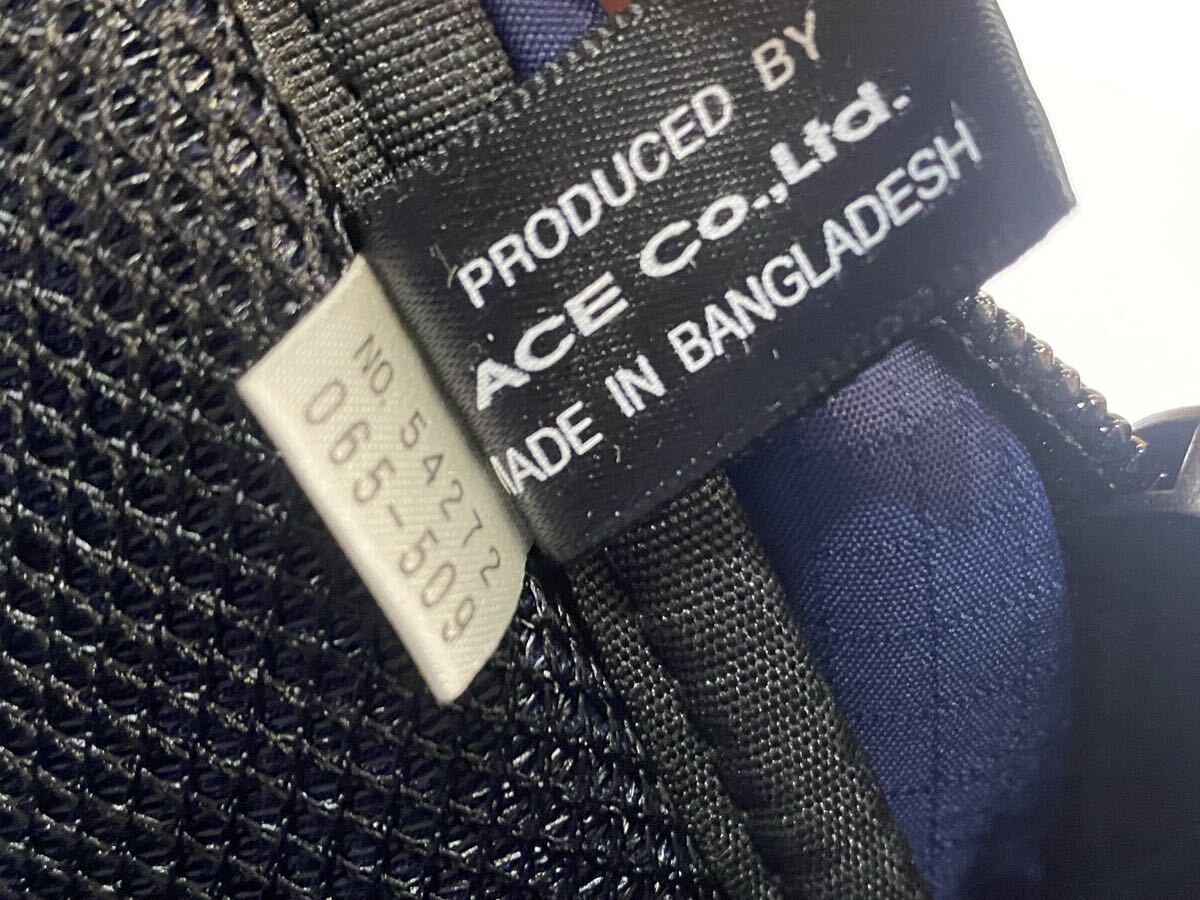 PRODUCED BY
ACE Co.,Ltd.
MADE IN BANGLADESH
NO. 54272
065-509